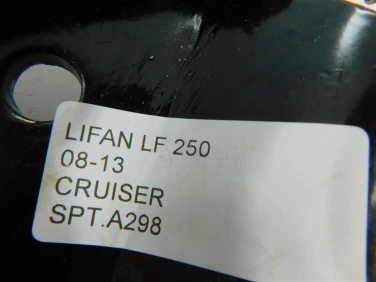 LIFAN LF 250
08-13
CRUISER
SPT.A298